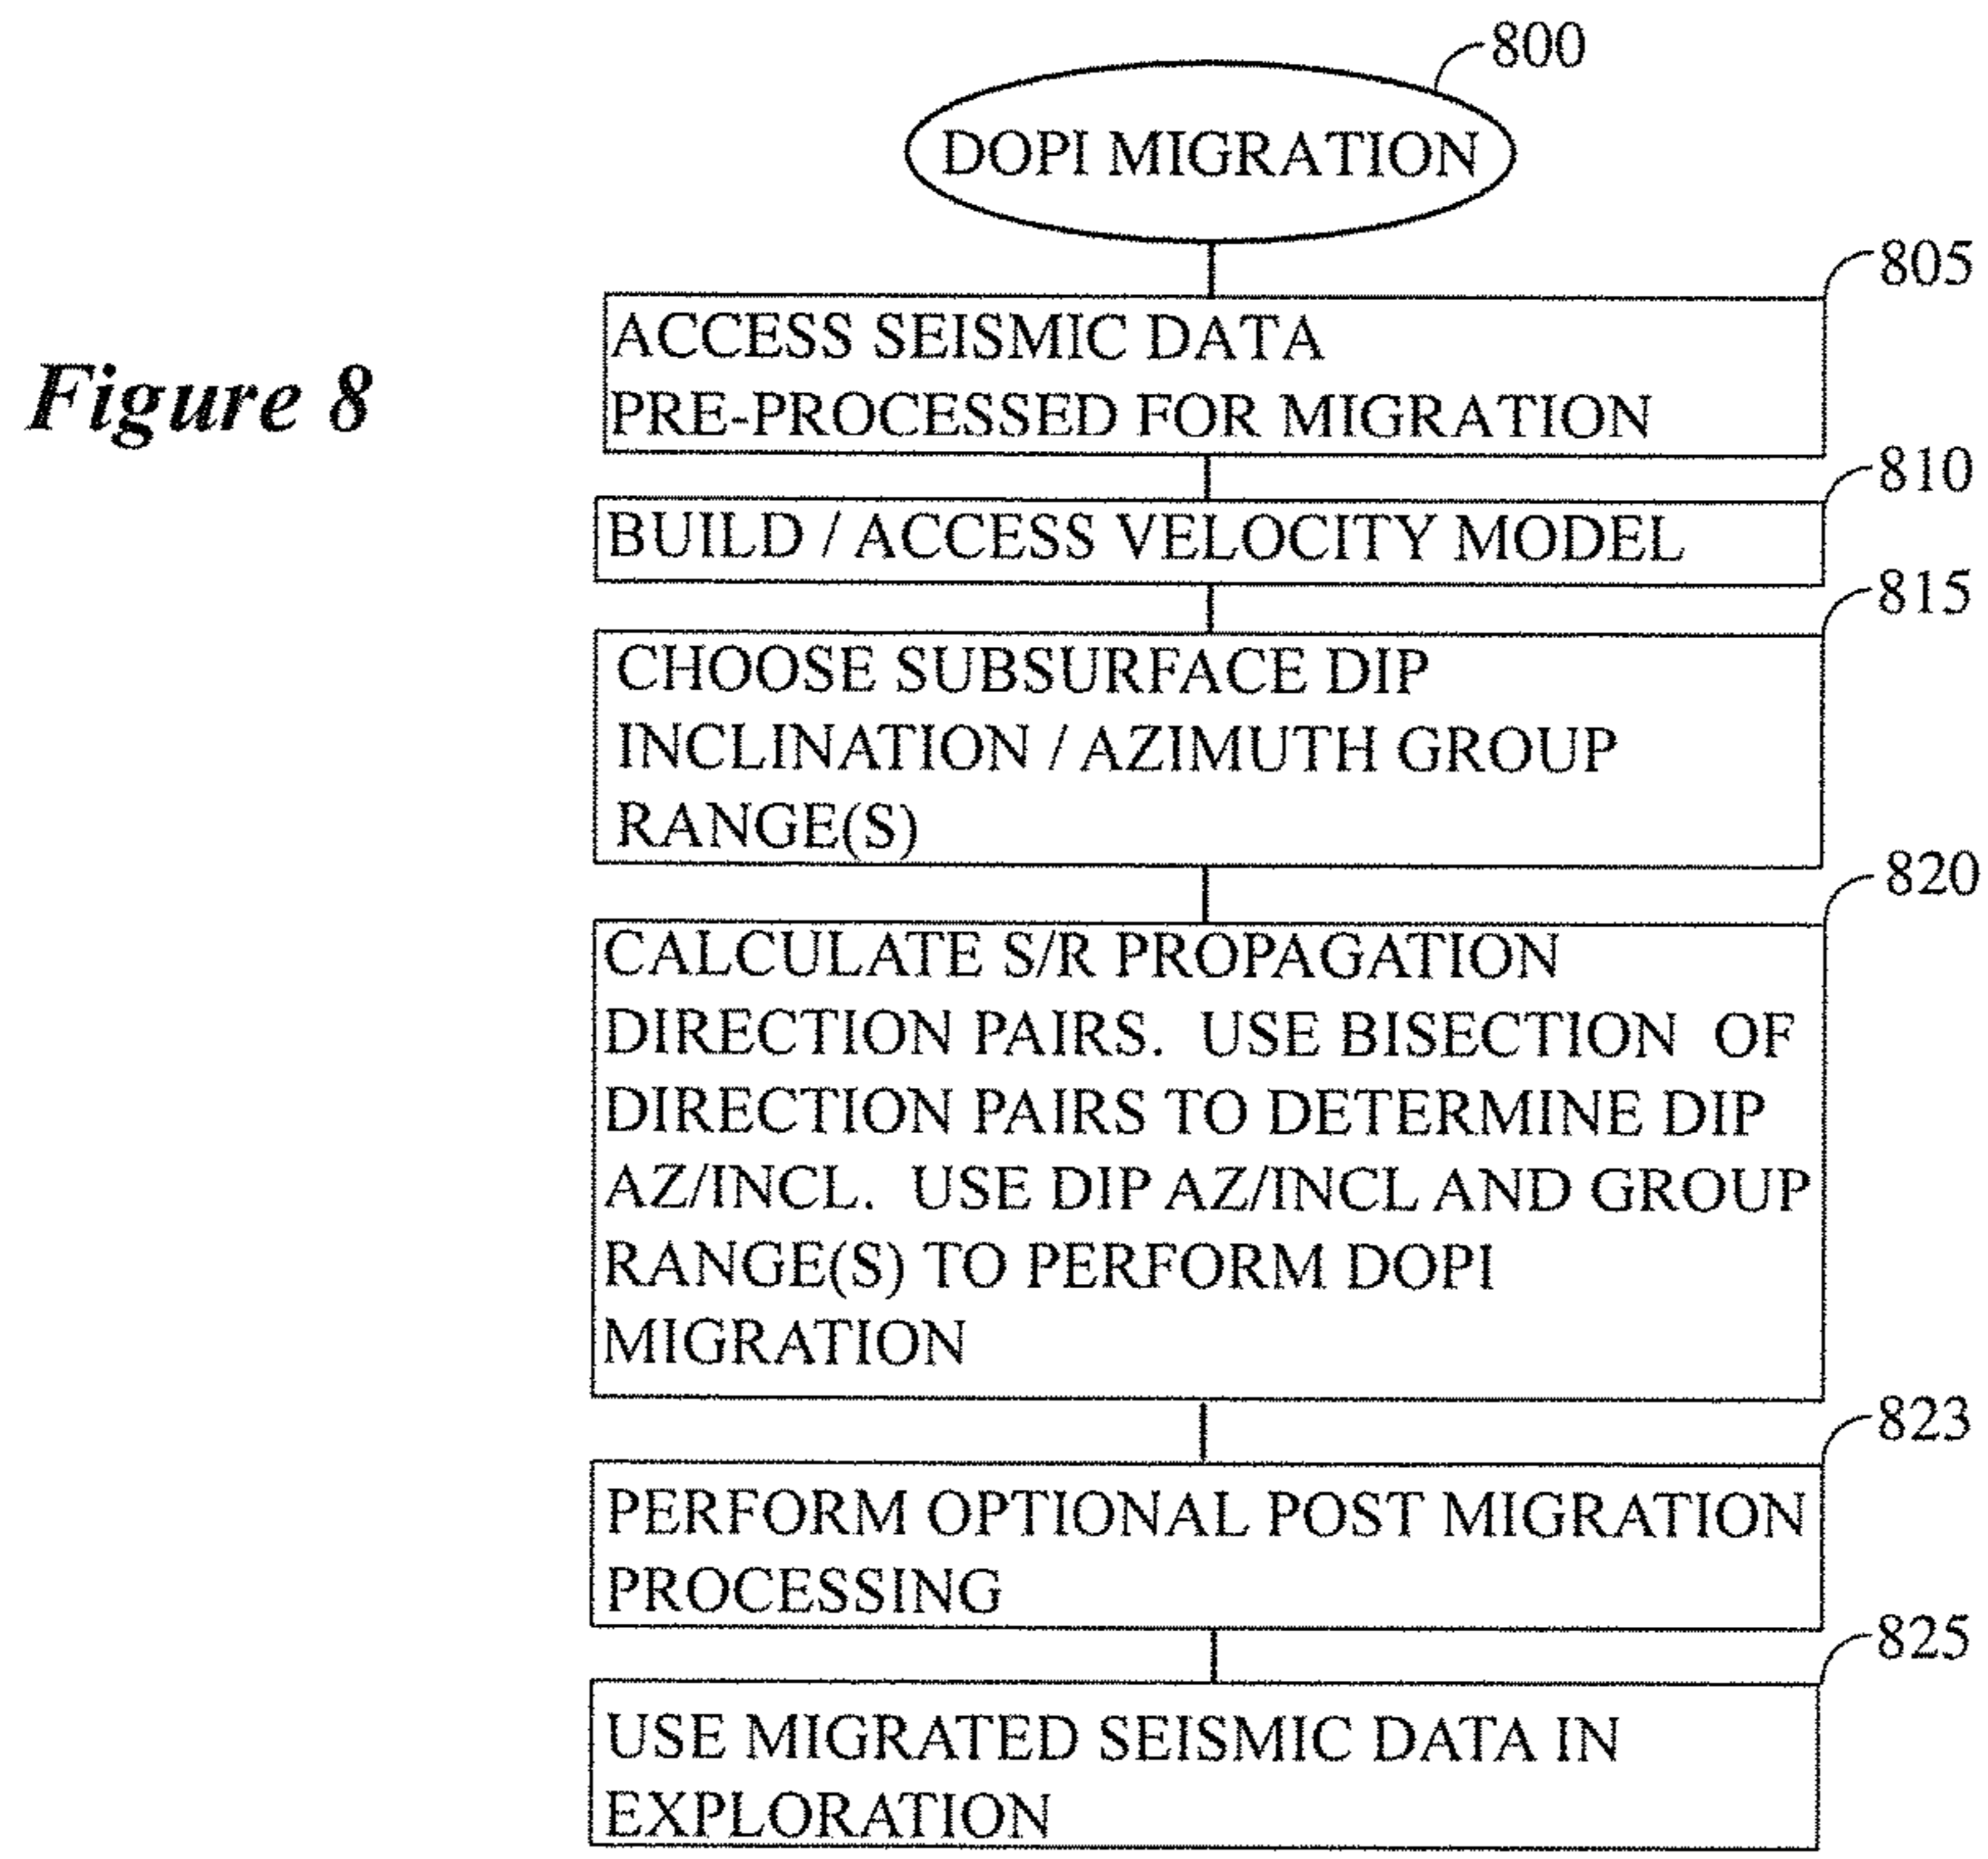 800
DOPI MIGRATION
805
ACCESS SEISMIC DATA
PRE-PROCESSED FOR MIGRATION
Figure 8
810
BUILD / ACCESS VELOCITY MODEL
815
CHOOSE SUBSURFACE DIP
INCLINATION / AZIMUTH GROUP
RANGE(S)
820
CALCULATE S/R PROPAGATION
DIRECTION PAIRS. USE BISECTION OF
DIRECTION PAIRS TO DETERMINE DIP
AZ/INCL. USE DIP AZ/INCL AND GROUP
RANGE(S) TO PERFORM DOPI
MIGRATION
823
PERFORM OPTIONAL POST MIGRATION
PROCESSING
825
USE MIGRATED SEISMIC DATA IN
EXPLORATION